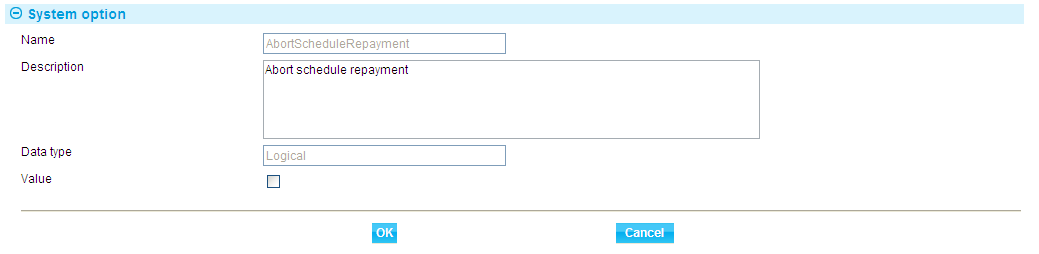 System option
Name
AbortScheduleRepayment
Description
Abort schedule repayment
Data type
Logical
Value
OK
Cancel